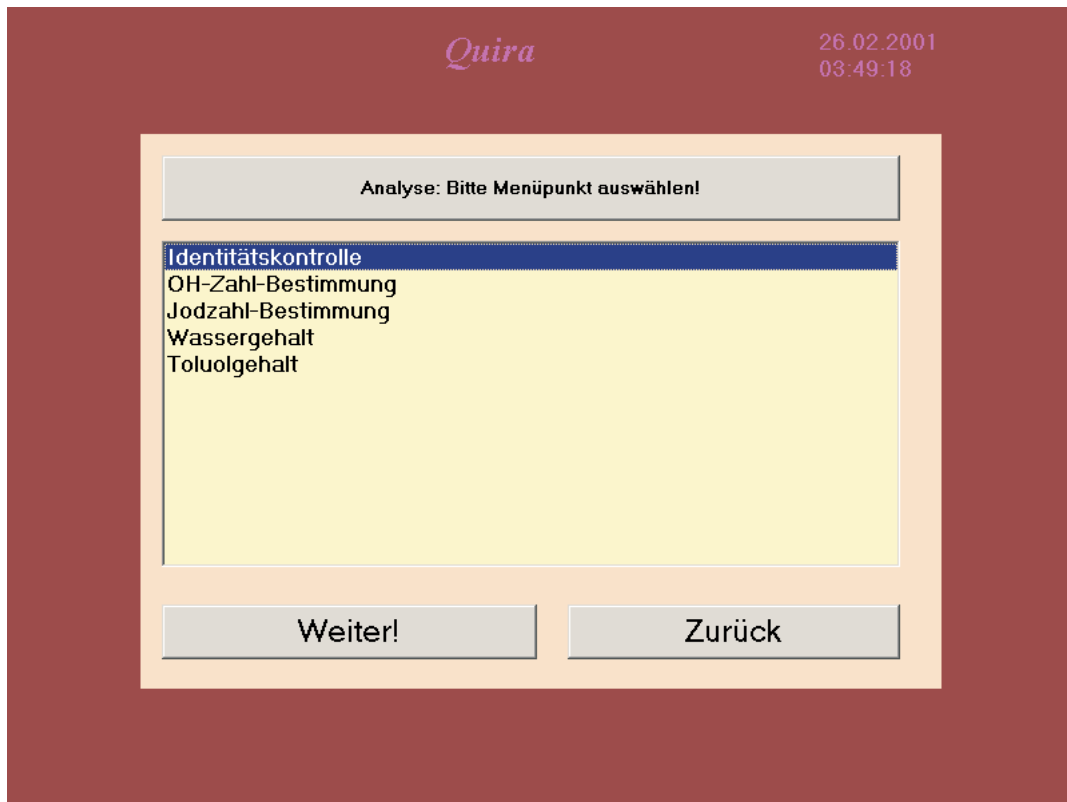 Quira
26.02.2001
03:49:18
Analyse: Bitte Menüpunkt auswählen!
Identitätskontrolle
OH-Zahl-Bestimmung
Jodzahl-Bestimmung
Wassergehalt
Toluolgehalt
Weiter!
Zurück